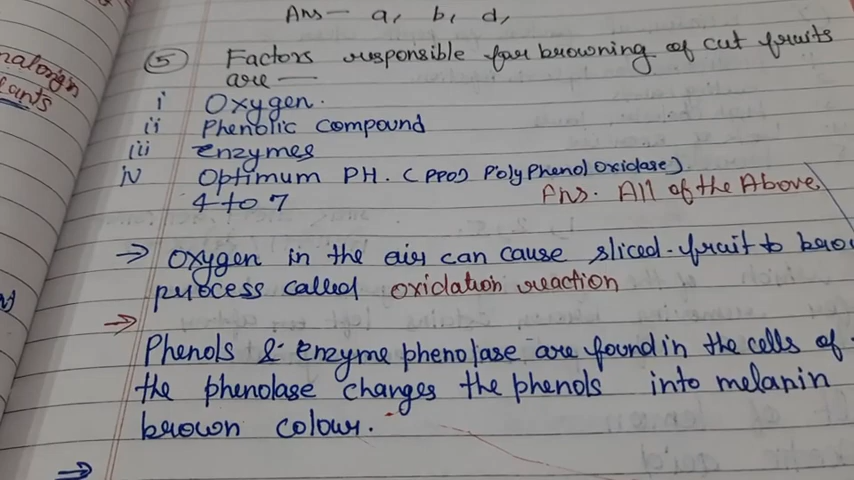 Ans - a, b, d,
⑤ Factors responsible for browning of cut fruits
are —
i Oxygen.
ii Phenolic compound
iii enzymes
iv Optimum PH. (PPO) PolyPhenol Oxidase)
4 to 7 Ans. All of the Above
→ Oxygen in the air can cause sliced fruit to brow
process called oxidation reaction
→
Phenols & enzyme phenolase are found in the cells of
the phenolase changes the phenols into melanin
brown colour.
→